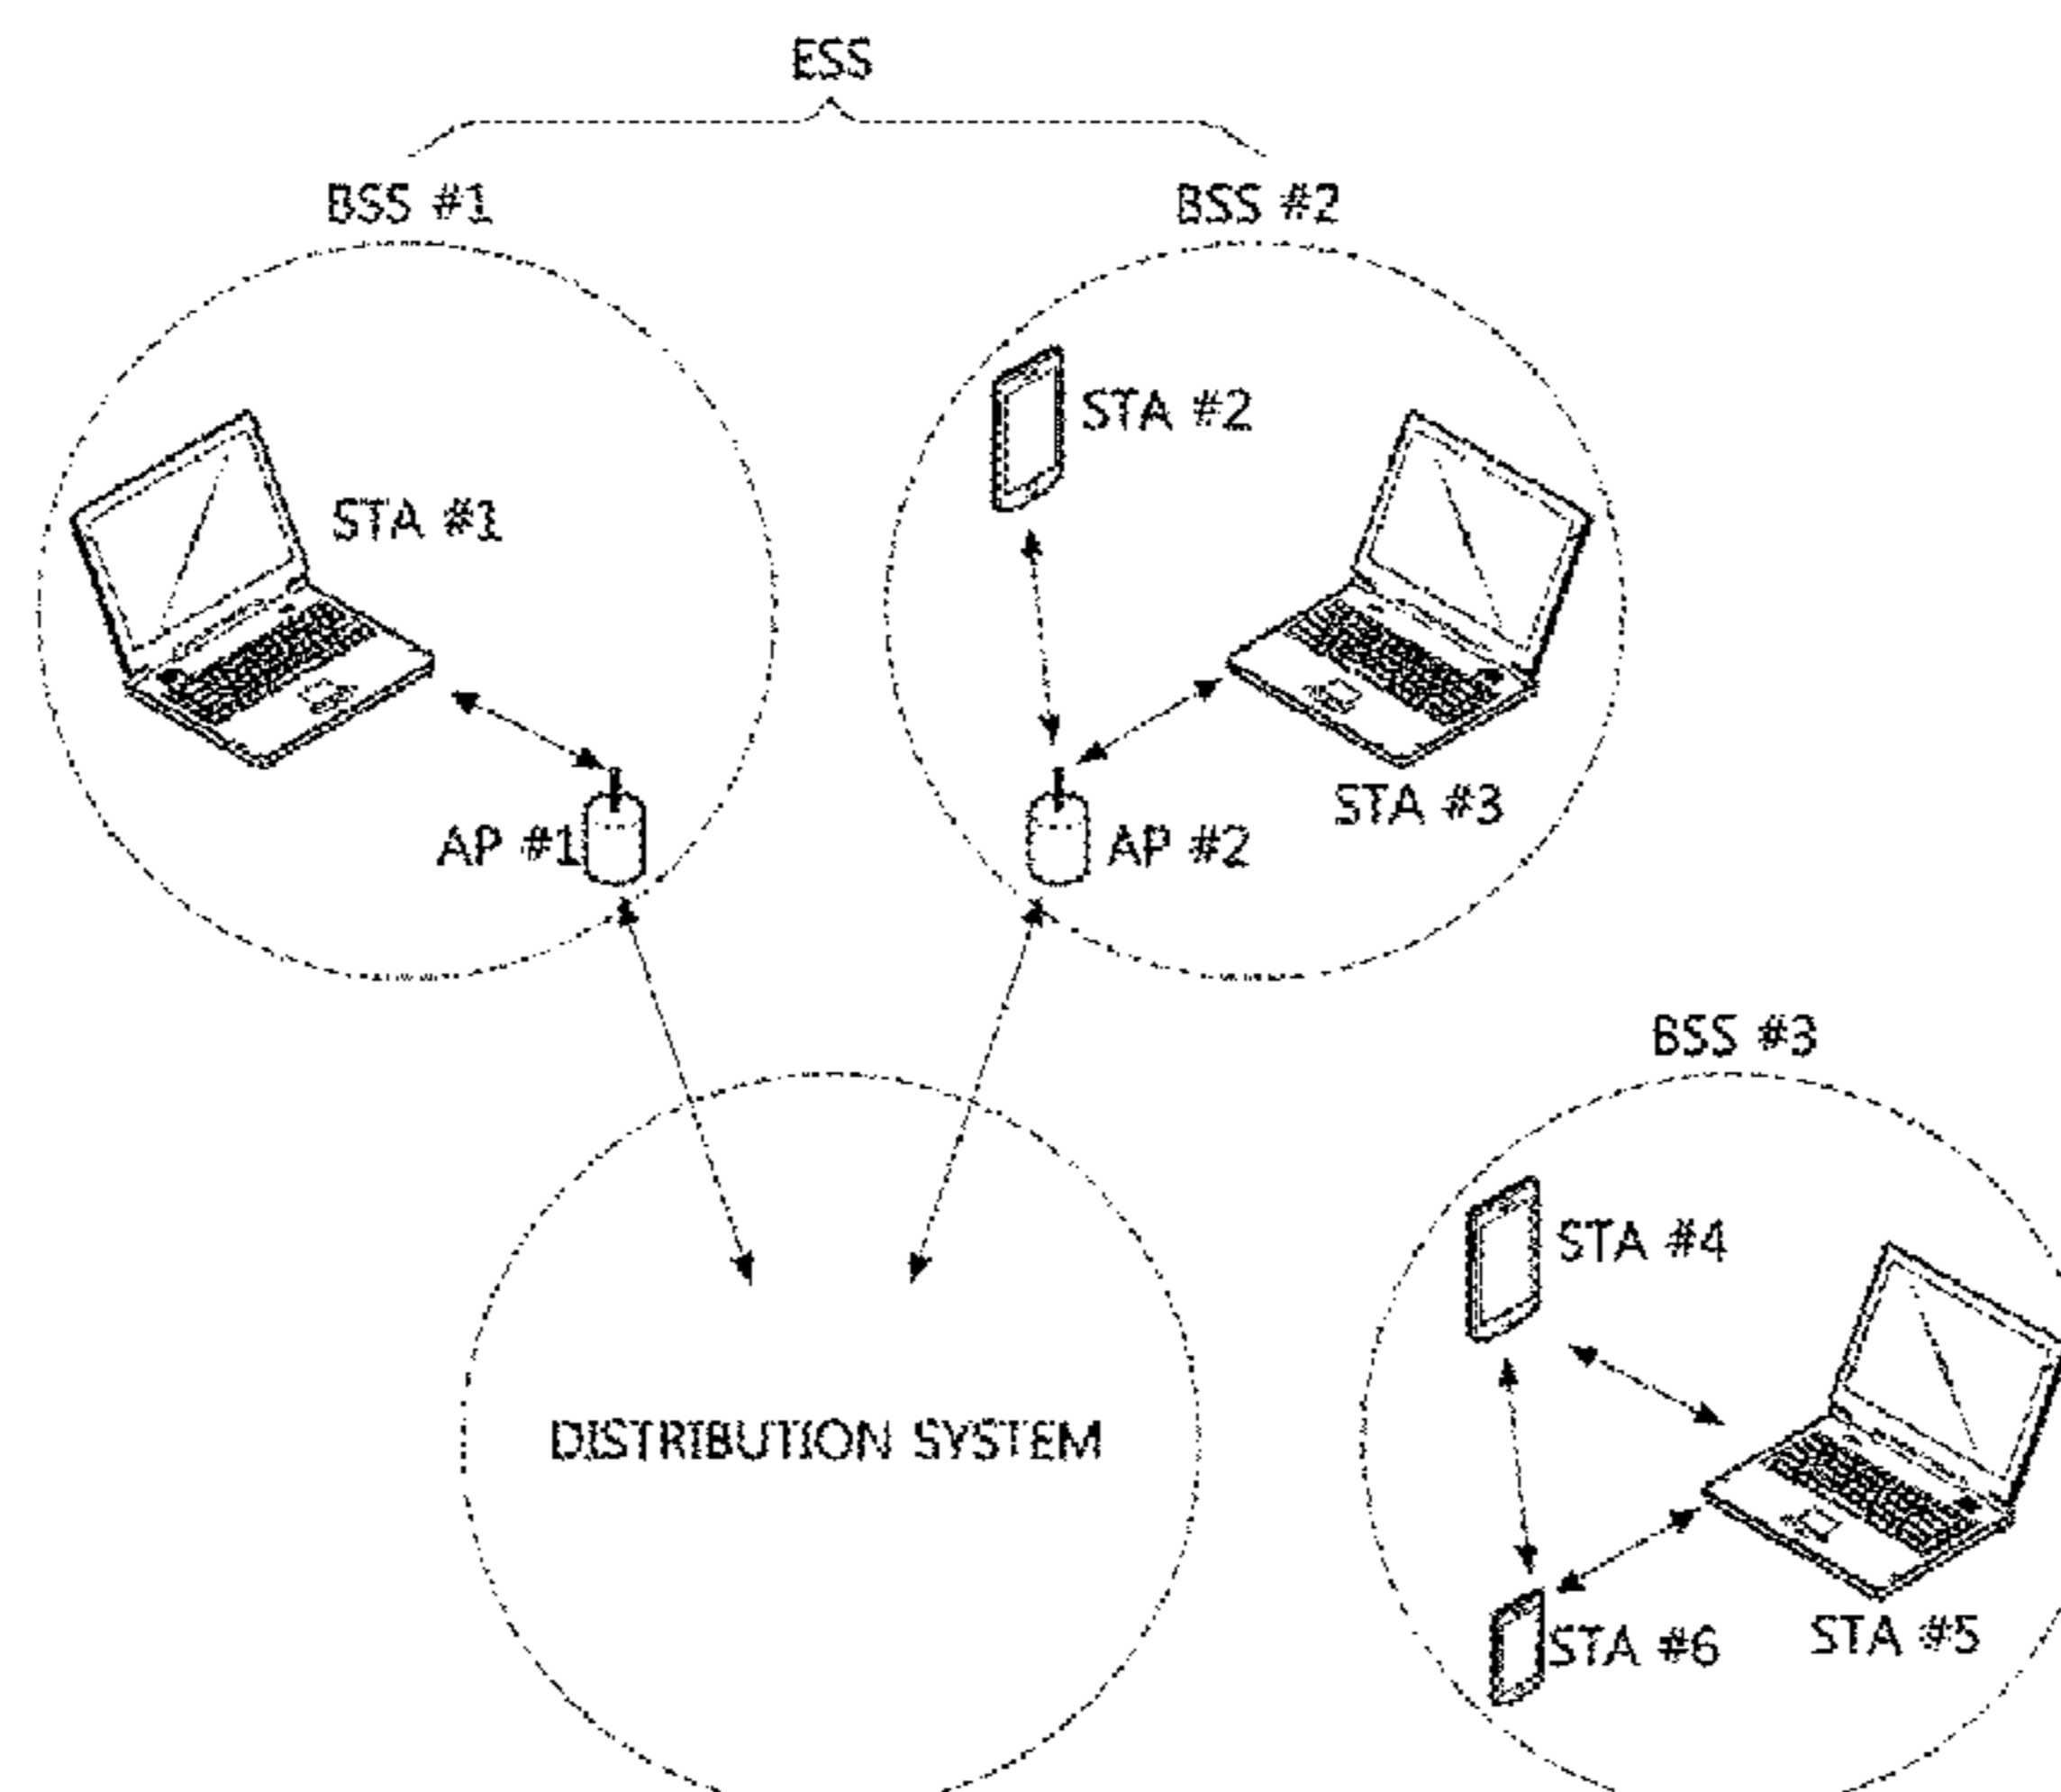 ESS
BSS #1
BSS #2
STA #2
STA #1
STA #3
AP #1
AP #2
BSS #3
STA #4
DISTRIBUTION SYSTEM
STA #5
STA #6